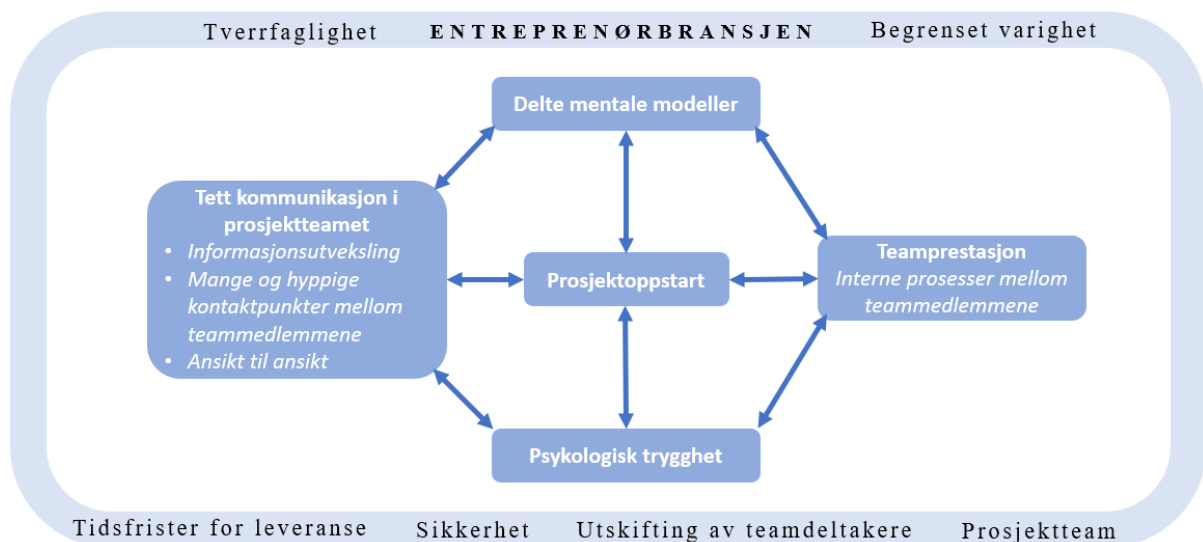 Tverrfaglighet ENTREPRENØRBRANSJEN Begrenset varighet
Delte mentale modeller
Tett kommunikasjon i
prosjektteamet
• Informasjonsutveksling
• Mange og hyppige
kontaktpunkter mellom
teammedlemmene
• Ansikt til ansikt
Prosjektoppstart
Teamprestasjon
Interne prosesser mellom
teammedlemmene
Psykologisk trygghet
Tidsfrister for leveranse Sikkerhet Utskifting av teamdeltakere Prosjektteam